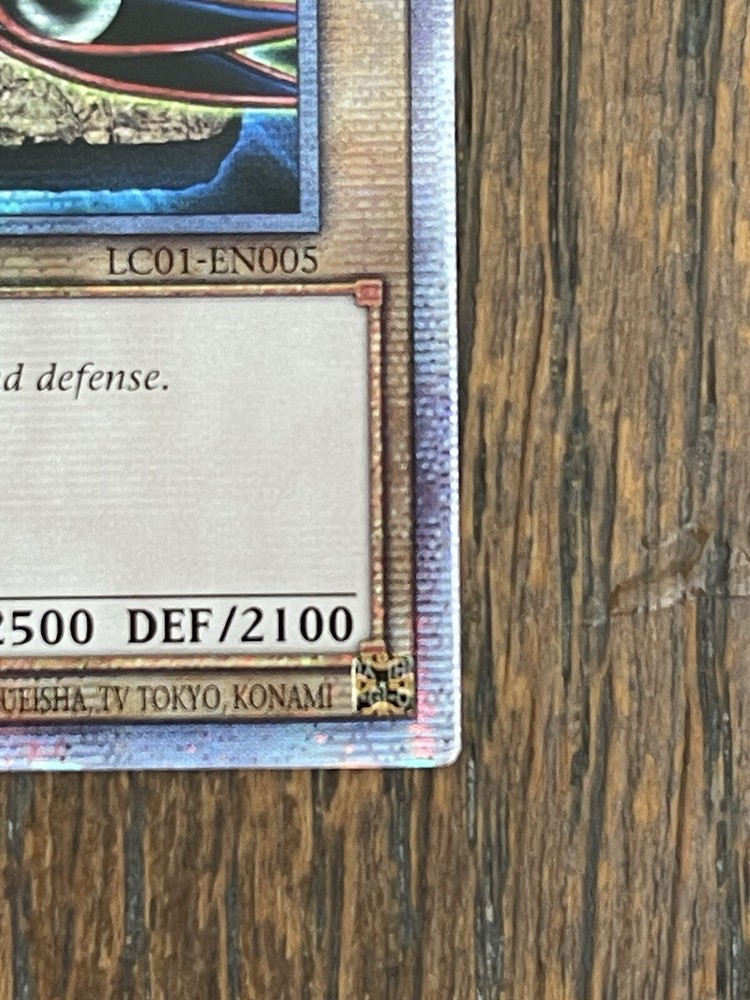 LC01-EN005
d defense.
2500 DEF/2100
UEISHA, TV TOKYO, KONAMI